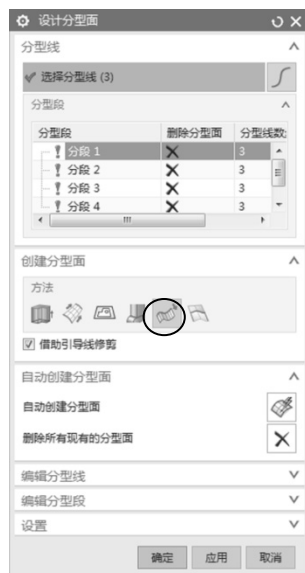 设计分型面
分型线
选择分型线 (3)
分型段
分型段 删除分型面 分型线数
分段 1 3
分段 2 3
分段 3 3
分段 4 3
创建分型面
方法
借助引导线修剪
自动创建分型面
自动创建分型面
删除所有现有的分型面
编辑分型线
编辑分型段
设置
确定 应用 取消